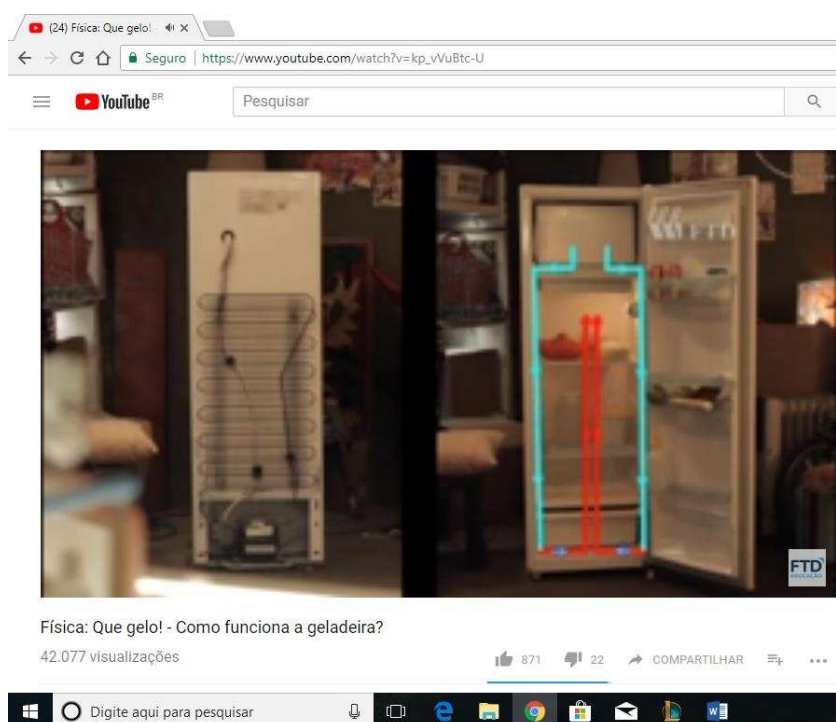 (24) Física: Que gelo!
Seguro | https://www.youtube.com/watch?v=kp_vVuBtc-U
YouTube BR
Pesquisar
FTD
EDUCAÇÃO
Física: Que gelo! - Como funciona a geladeira?
42.077 visualizações
871 22 COMPARTILHAR
Digite aqui para pesquisar